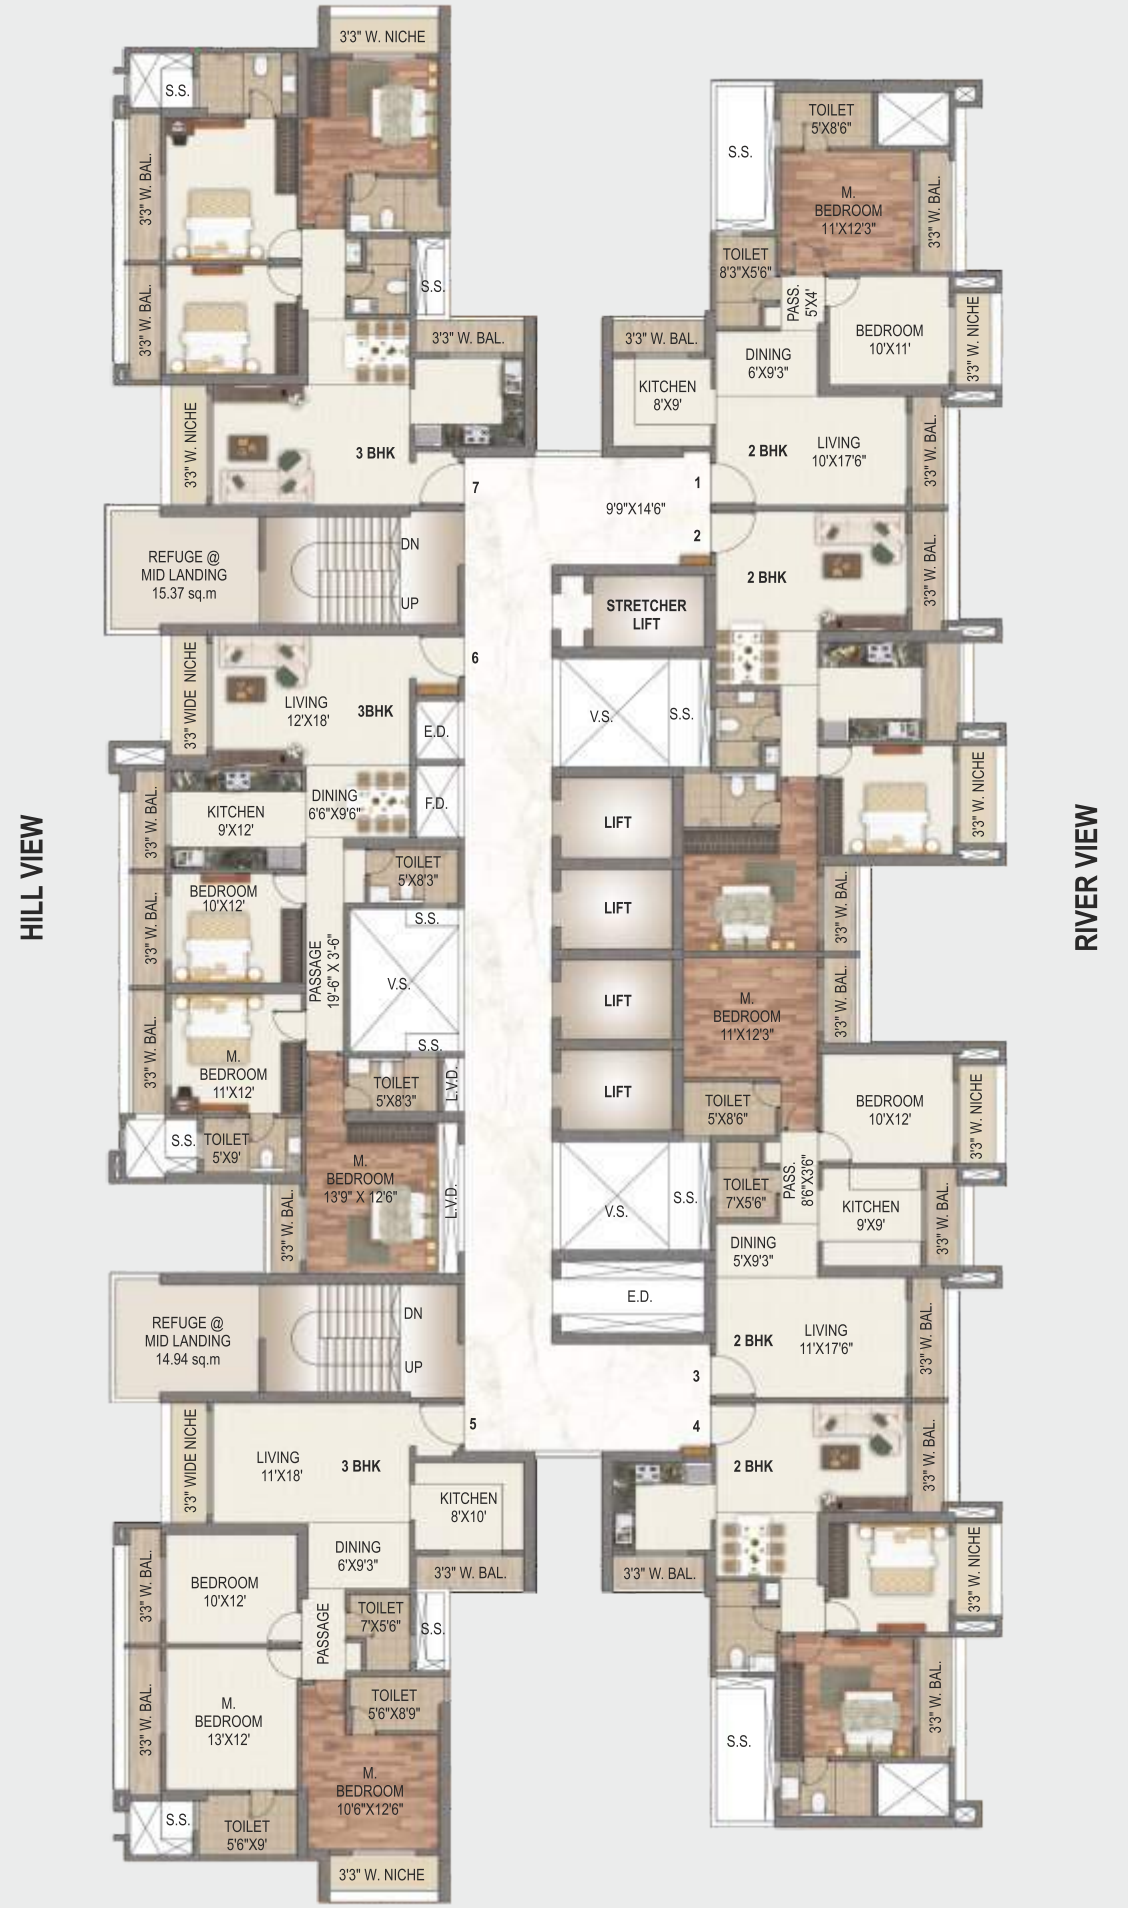 3'3" W. NICHE
S.S.
3'3" W. BAL.
3'3" W. BAL.
S.S.
3'3" W. BAL.
3'3" W. NICHE
3 BHK
7
TOILET
5'X8'6"
S.S.
M.
BEDROOM
11'X12'3"
3'3" W. BAL.
TOILET
8'3"X5'6"
PASS.
5'X4'
BEDROOM
10'X11'
3'3" W. NICHE
3'3" W. BAL.
DINING
6'X9'3"
KITCHEN
8'X9'
2 BHK
LIVING
10'X17'6"
3'3" W. BAL.
1
9'9"X14'6"
2
REFUGE @
MID LANDING
15.37 sq.m
DN
UP
2 BHK
3'3" W. BAL.
STRETCHER
LIFT
6
3'3" WIDE NICHE
LIVING
12'X18'
3BHK
E.D.
V.S.
S.S.
3'3" W. NICHE
3'3" W. BAL.
KITCHEN
9'X12'
DINING
6'6"X9'6"
F.D.
LIFT
TOILET
5'X8'3"
3'3" W. BAL.
BEDROOM
10'X12'
S.S.
LIFT
3'3" W. BAL.
HILL VIEW
RIVER VIEW
PASSAGE
19'-6" X 3'-6"
V.S.
S.S.
LIFT
M.
BEDROOM
11'X12'3"
3'3" W. BAL.
3'3" W. BAL.
M.
BEDROOM
11'X12'
TOILET
5'X8'3"
L.V.D.
LIFT
TOILET
5'X8'6"
BEDROOM
10'X12'
3'3" W. NICHE
S.S.
TOILET
5'X9'
M.
BEDROOM
13'9" X 12'6"
L.V.D.
3'3" W. BAL.
V.S.
S.S.
TOILET
7'X5'6"
PASS.
8'6"X3'6"
KITCHEN
9'X9'
3'3" W. BAL.
DINING
5'X9'3"
E.D.
REFUGE @
MID LANDING
14.94 sq.m
DN
UP
2 BHK
LIVING
11'X17'6"
3'3" W. BAL.
3
5
4
3'3" WIDE NICHE
LIVING
11'X18'
3 BHK
KITCHEN
8'X10'
2 BHK
3'3" W. BAL.
DINING
6'X9'3"
3'3" W. BAL.
3'3" W. BAL.
3'3" W. NICHE
3'3" W. BAL.
BEDROOM
10'X12'
PASSAGE
TOILET
7'X5'6"
S.S.
3'3" W. BAL.
M.
BEDROOM
13'X12'
TOILET
5'6"X8'9"
M.
BEDROOM
10'6"X12'6"
S.S.
3'3" W. BAL.
S.S.
TOILET
5'6"X9'
3'3" W. NICHE